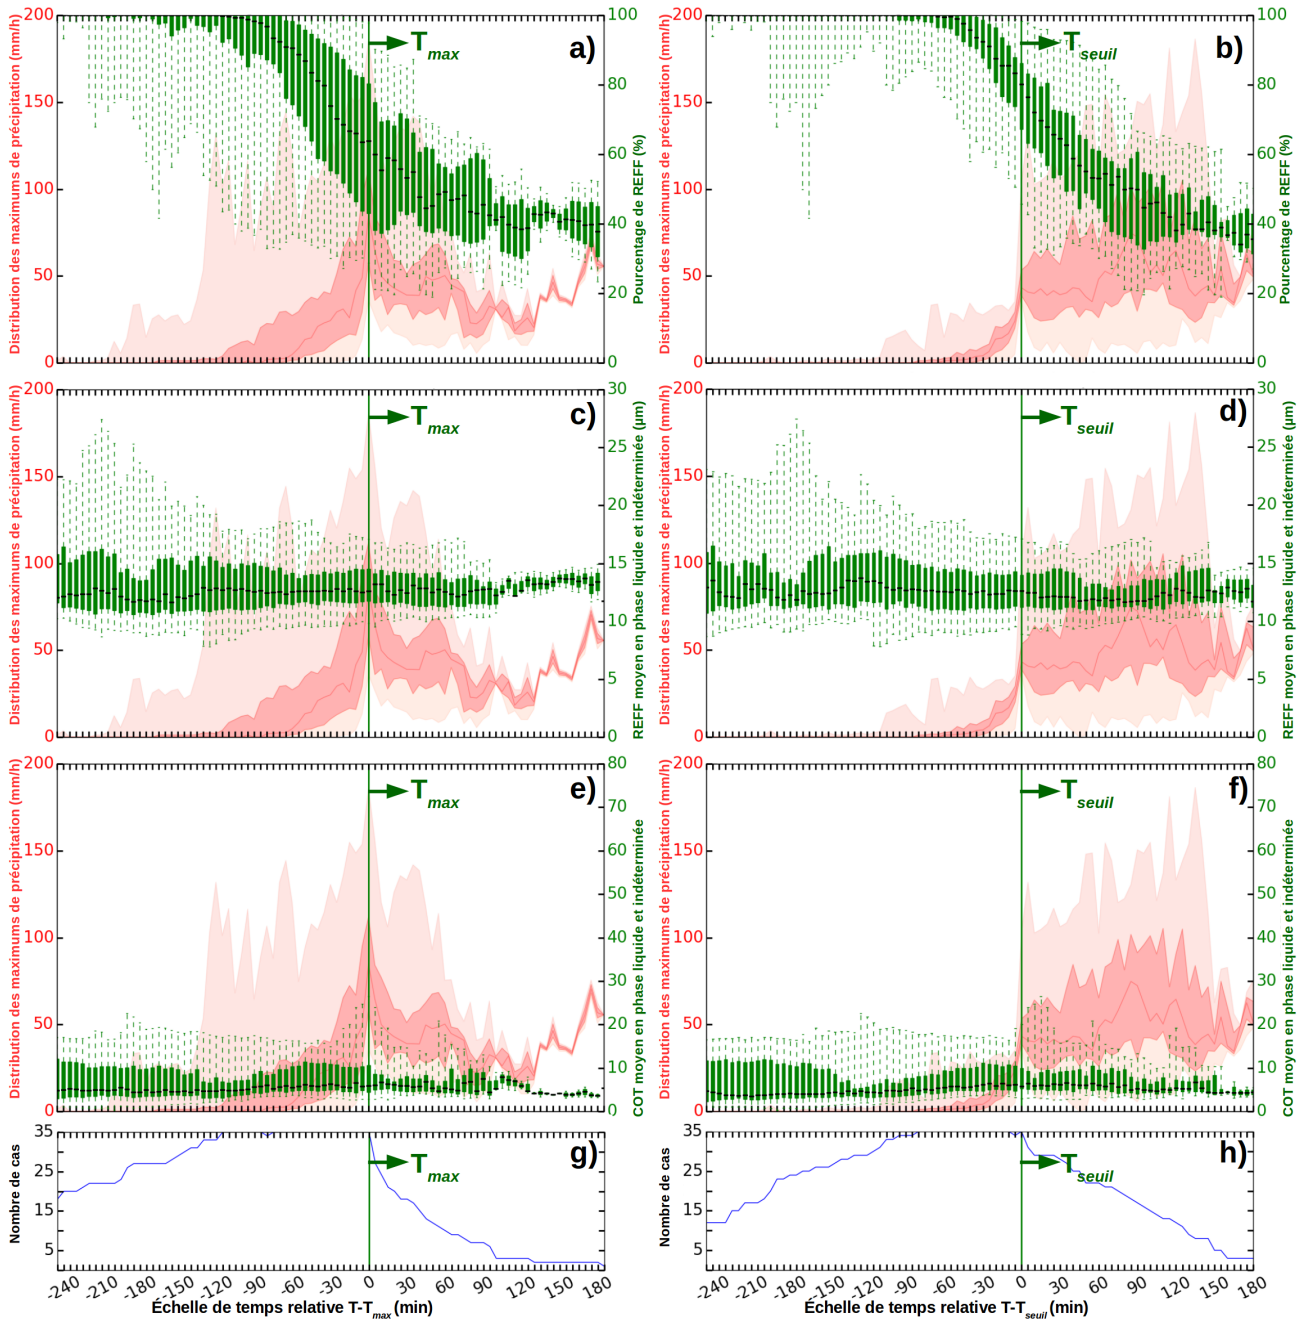 Distribution des maximums de précipitation (mm/h)
200
150
100
50
0
a)
T max
100
80
60
40
20
0
Pourcentage de REFF (%)
Distribution des maximums de précipitation (mm/h)
200
150
100
50
0
b)
T seuil
100
80
60
40
20
0
Pourcentage de REFF (%)
Distribution des maximums de précipitation (mm/h)
200
150
100
50
0
c)
T max
30
25
20
15
10
5
0
REFF moyen en phase liquide et indéterminée (µm)
Distribution des maximums de précipitation (mm/h)
200
150
100
50
0
d)
T seuil
30
25
20
15
10
5
0
REFF moyen en phase liquide et indéterminée (µm)
Distribution des maximums de précipitation (mm/h)
200
150
100
50
0
e)
T max
80
70
60
50
40
30
20
10
0
COT moyen en phase liquide et indéterminée
Distribution des maximums de précipitation (mm/h)
200
150
100
50
0
f)
T seuil
80
70
60
50
40
30
20
10
0
COT moyen en phase liquide et indéterminée
Nombre de cas
35
25
15
5
g)
T max
-240 -210 -180 -150 -120 -90 -60 -30 0 30 60 90 120 150 180
Échelle de temps relative T-Tmax (min)
Nombre de cas
35
25
15
5
h)
T seuil
-240 -210 -180 -150 -120 -90 -60 -30 0 30 60 90 120 150 180
Échelle de temps relative T-Tseuil (min)